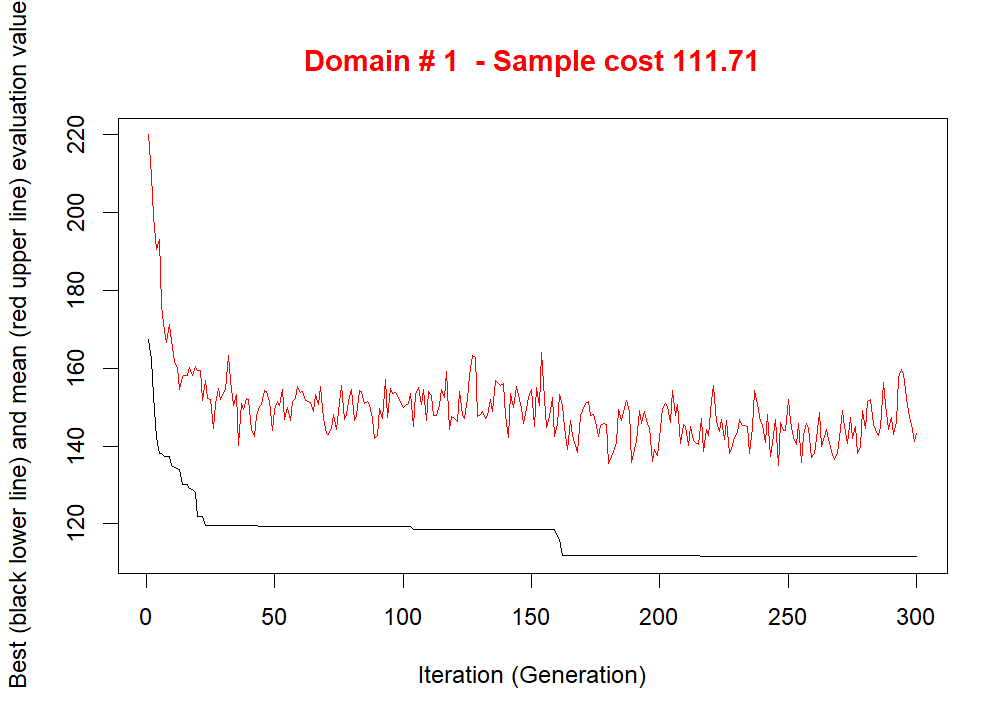 Domain # 1  - Sample cost 111.71
Best (black lower line) and mean (red upper line) evaluation value
220
200
180
160
140
120
0 50 100 150 200 250 300
Iteration (Generation)